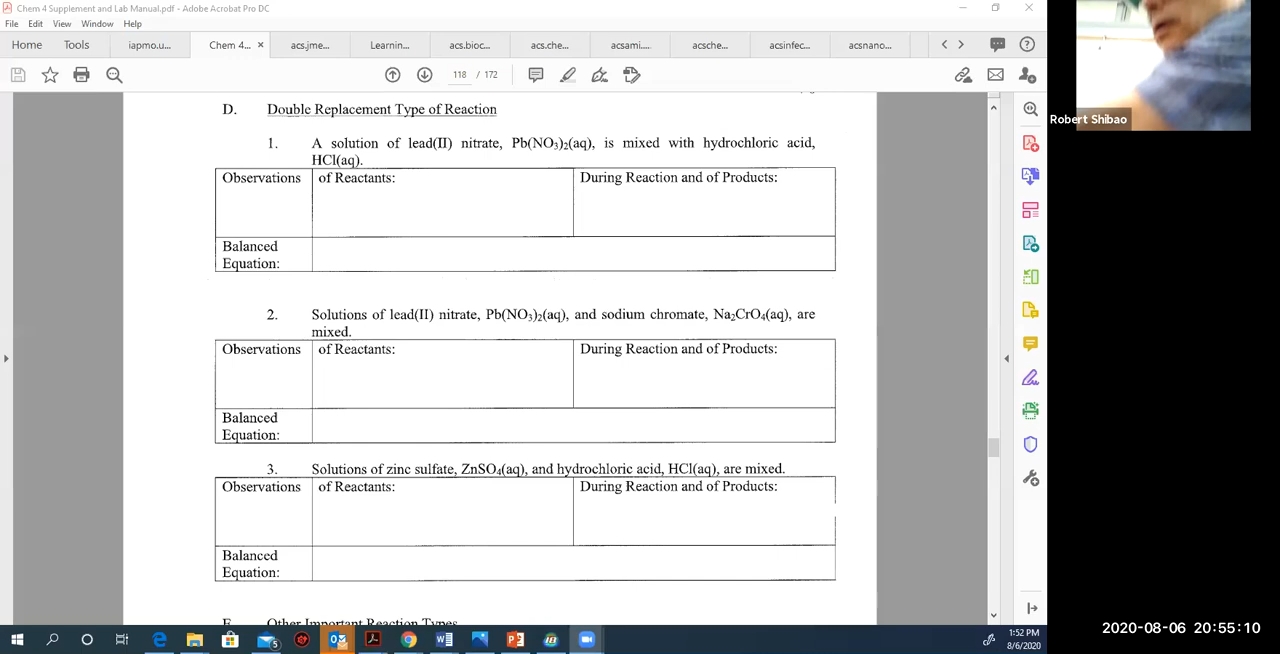 Chem 4 Supplement and Lab Manual.pdf - Adobe Acrobat Pro DC
File Edit View Window Help
Home Tools iapmo.u... Chem 4... × acs.jme... Learnin... acs.bioc... acs.che... acsami.... acsche... acsinfec... acsnano...
118 / 172
Robert Shibao
D. Double Replacement Type of Reaction
1. A solution of lead(II) nitrate, Pb(NO₃)₂(aq), is mixed with hydrochloric acid,
HCl(aq).
Observations of Reactants: During Reaction and of Products:
Balanced
Equation:
2. Solutions of lead(II) nitrate, Pb(NO₃)₂(aq), and sodium chromate, Na₂CrO₄(aq), are
mixed.
Observations of Reactants: During Reaction and of Products:
Balanced
Equation:
3. Solutions of zinc sulfate, ZnSO₄(aq), and hydrochloric acid, HCl(aq), are mixed.
Observations of Reactants: During Reaction and of Products:
Balanced
Equation:
E. Other Important Reaction Types
5
1:52 PM
8/6/2020
2020-08-06 20:55:10